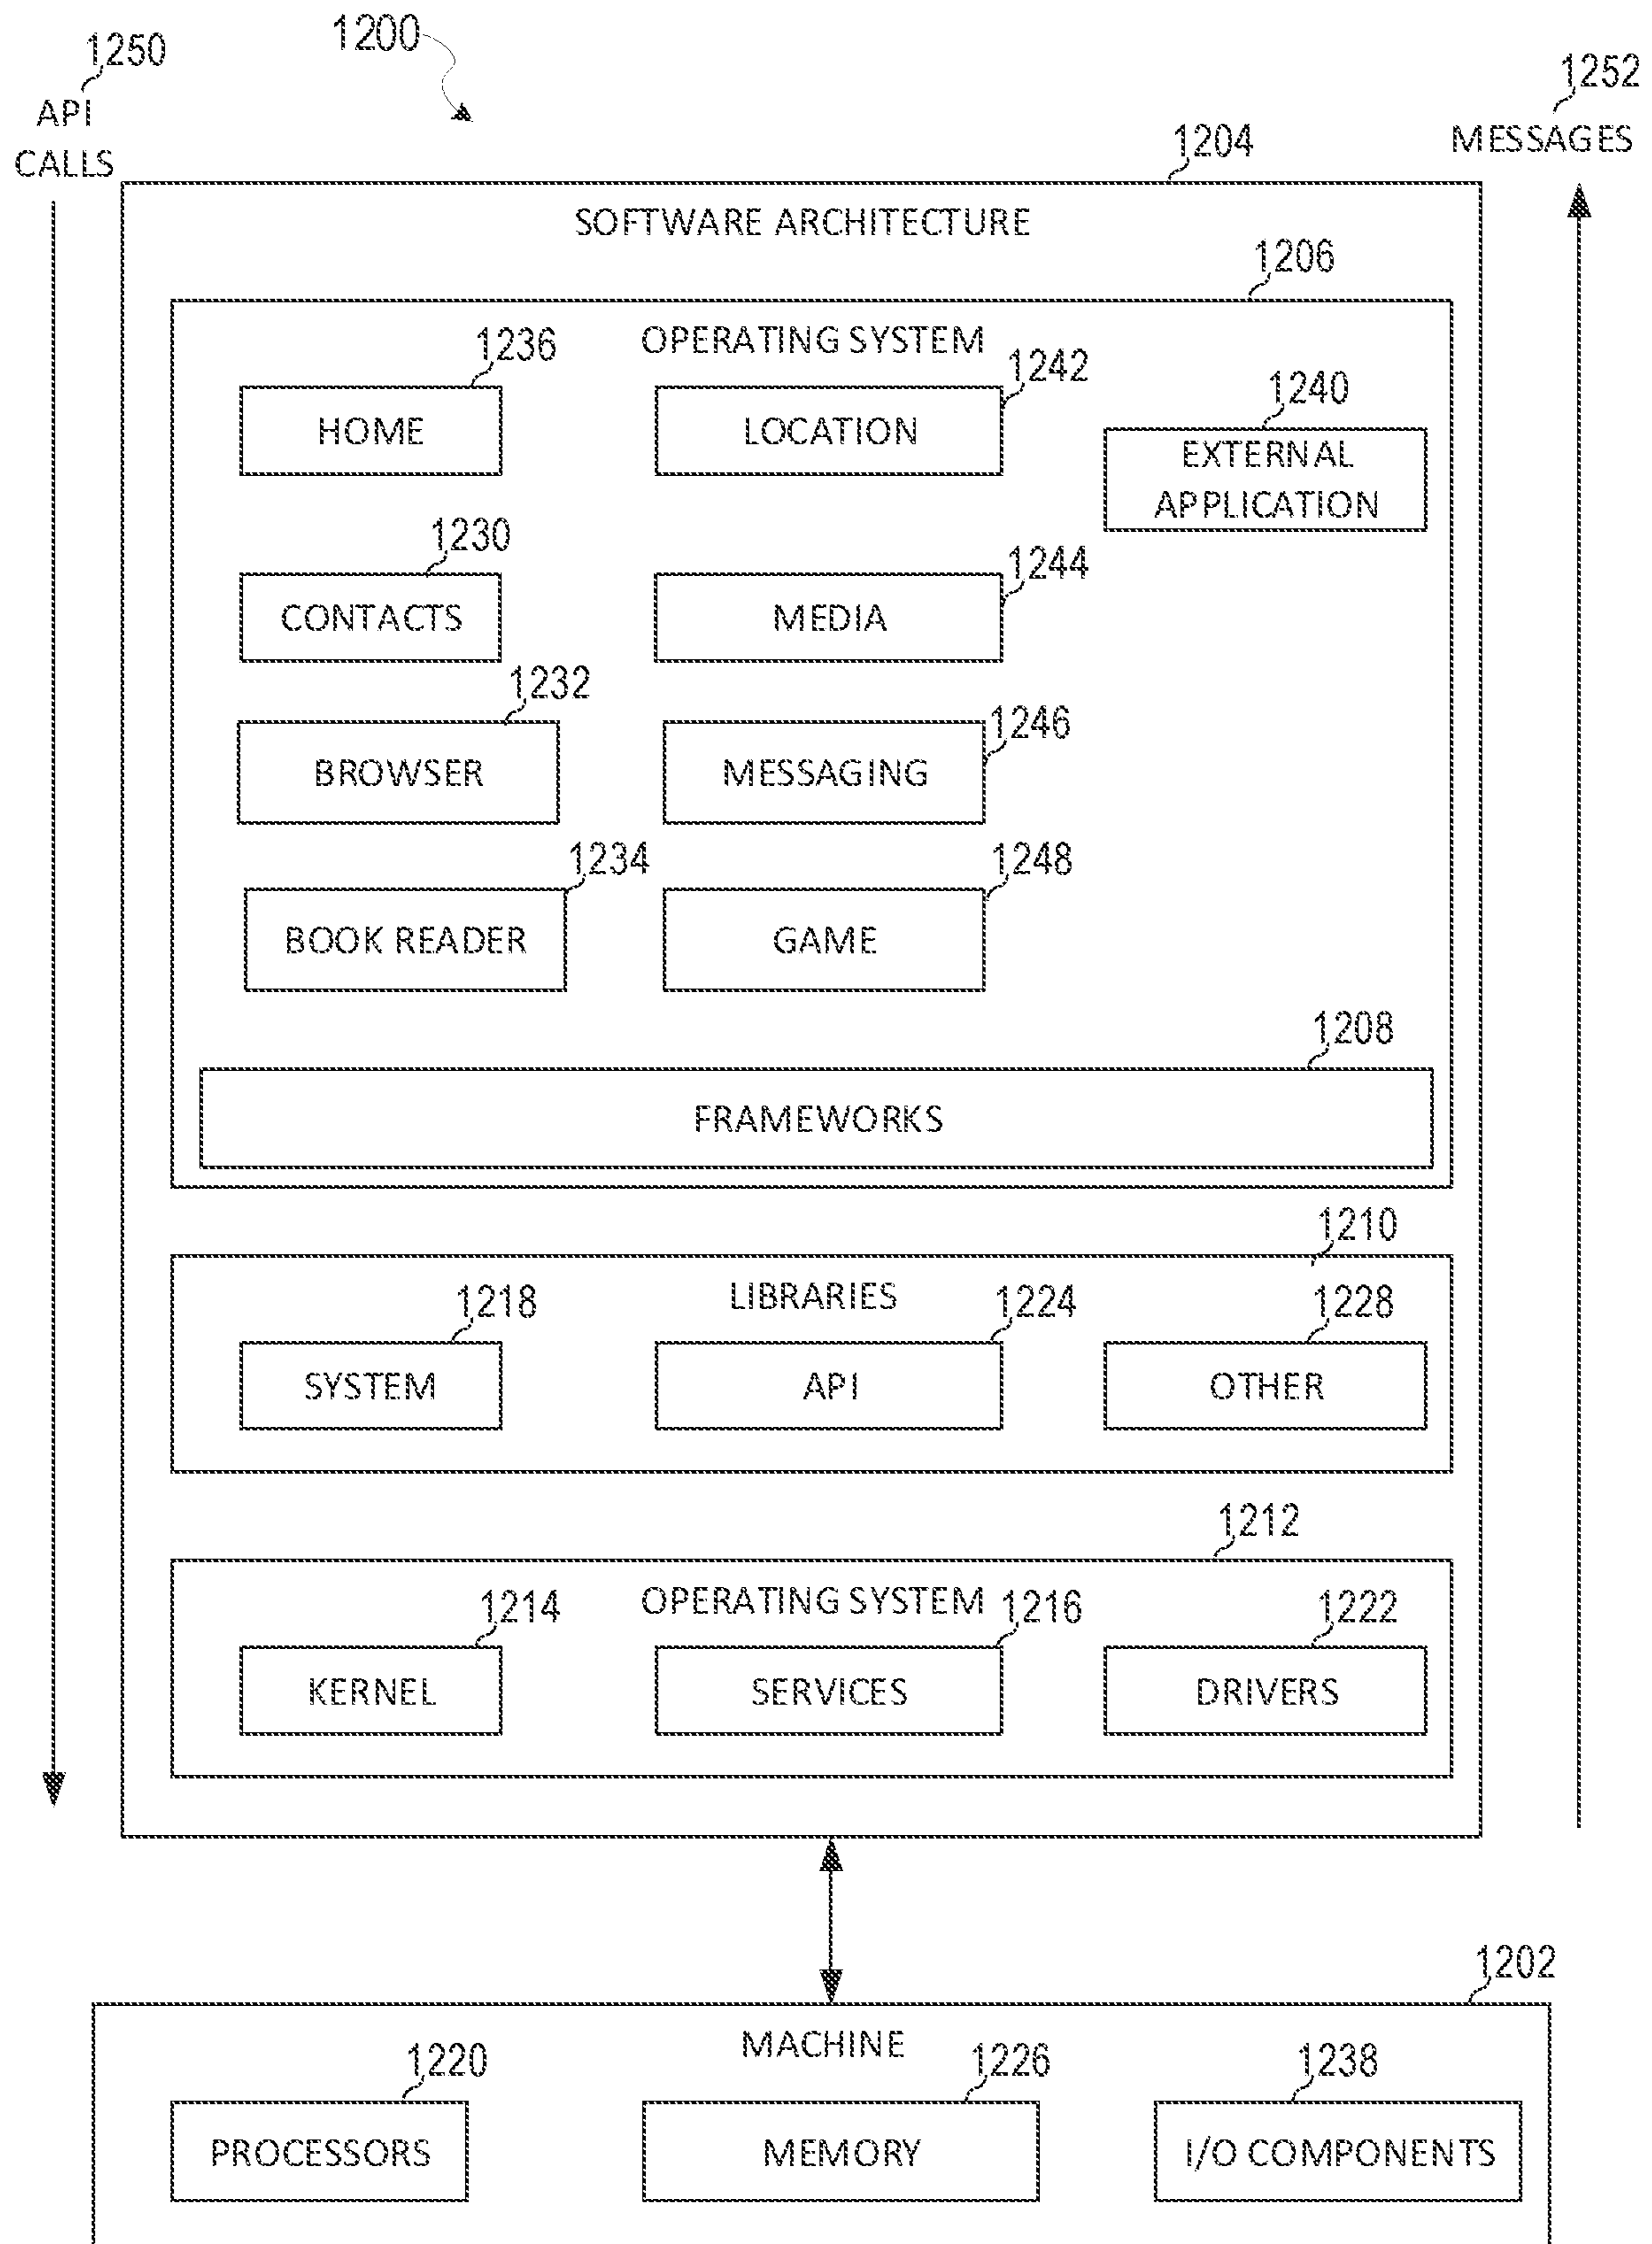 1200
1250
API
CALLS
1252
MESSAGES
1204
SOFTWARE ARCHITECTURE
1206
OPERATING SYSTEM
1236
HOME
1242
LOCATION
1240
EXTERNAL
APPLICATION
1230
CONTACTS
1244
MEDIA
1232
BROWSER
1246
MESSAGING
1234
BOOK READER
1248
GAME
1208
FRAMEWORKS
1210
LIBRARIES
1218
SYSTEM
1224
API
1228
OTHER
1212
OPERATING SYSTEM
1214
KERNEL
1216
SERVICES
1222
DRIVERS
1202
MACHINE
1220
PROCESSORS
1226
MEMORY
1238
I/O COMPONENTS